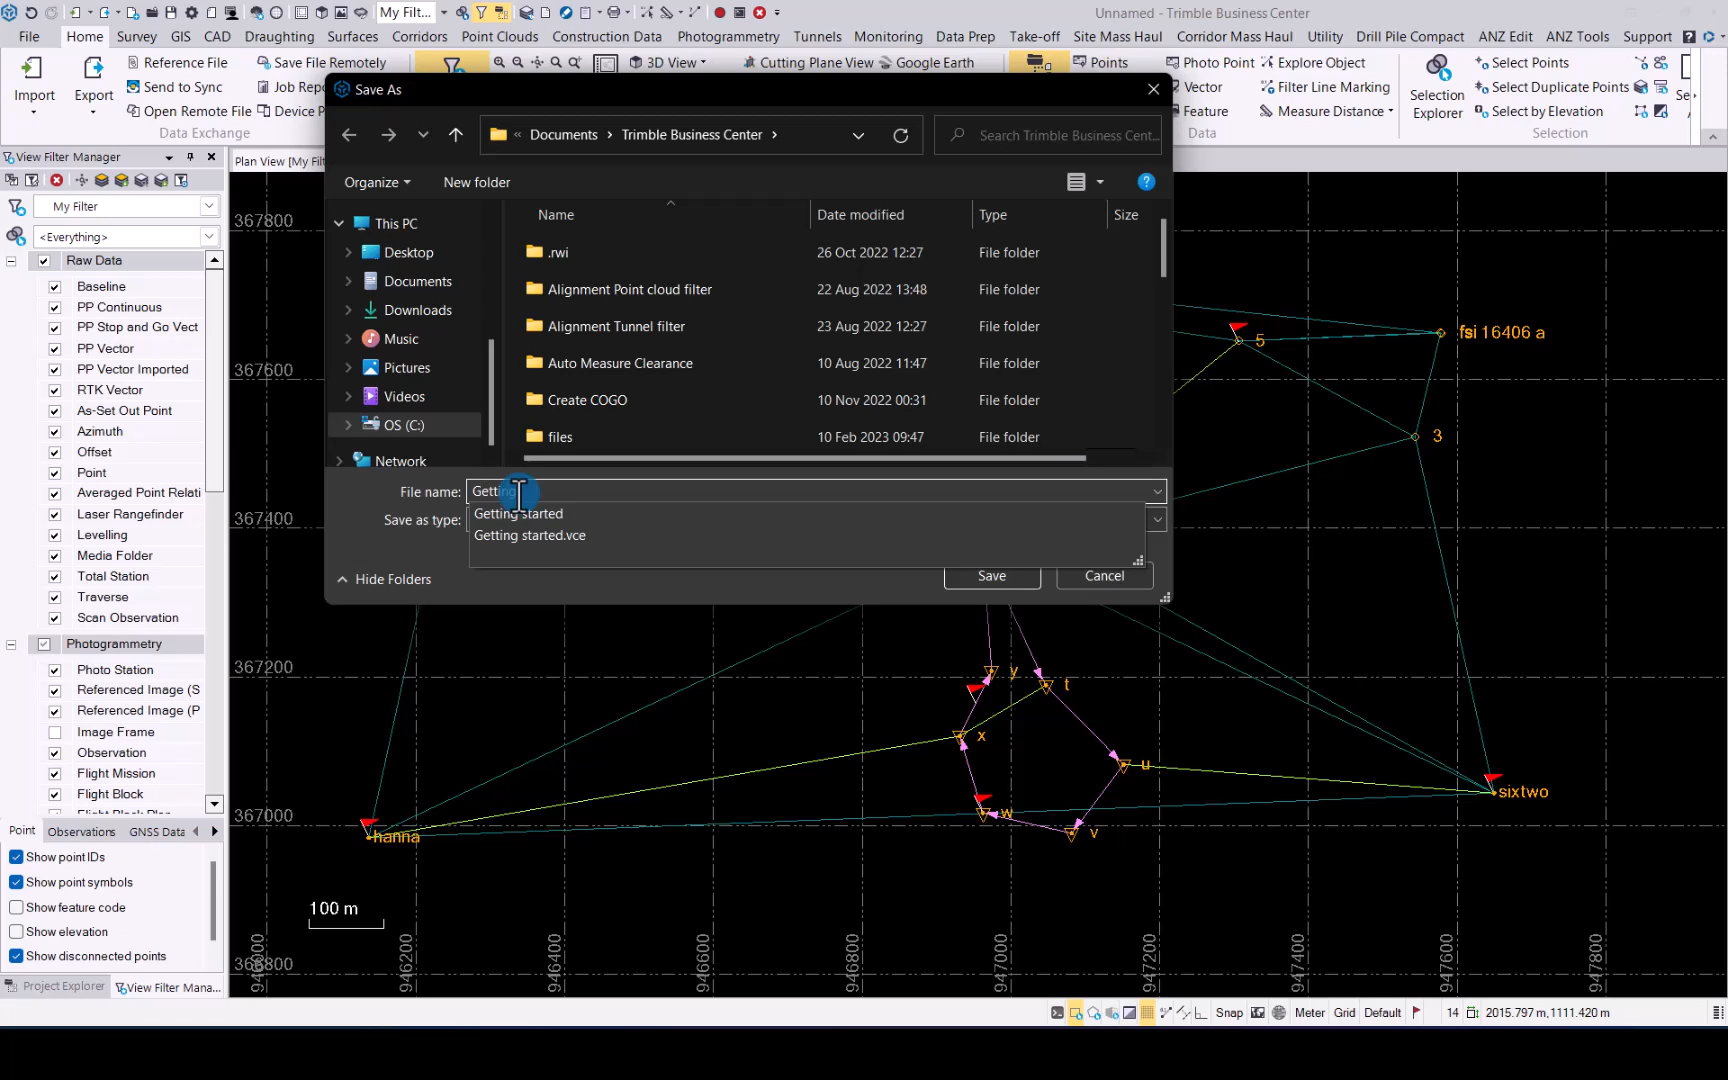 My Filt...
Unnamed - Trimble Business Center
File Home Survey GIS CAD Draughting Surfaces Corridors Point Clouds Construction Data Photogrammetry Tunnels Monitoring Data Prep Take-off Site Mass Haul Corridor Mass Haul Utility Drill Pile Compact ANZ Edit ANZ Tools Support
Import
Export
Reference File
Send to Sync
Open Remote File
Save File Remotely
Job Rep
Device P
Data Exchange
3D View
Cutting Plane View
Google Earth
Points
Vector
Feature
Photo Point
Explore Object
Filter Line Marking
Measure Distance
Data
Selection Explorer
Select Points
Select Duplicate Points
Select by Elevation
Se
Selection
View Filter Manager
My Filter
<Everything>
Raw Data
Baseline
PP Continuous
PP Stop and Go Vect
PP Vector
PP Vector Imported
RTK Vector
As-Set Out Point
Azimuth
Offset
Point
Averaged Point Relati
Laser Rangefinder
Levelling
Media Folder
Total Station
Traverse
Scan Observation
Photogrammetry
Photo Station
Referenced Image (S
Referenced Image (P
Image Frame
Observation
Flight Mission
Flight Block
Point Observations GNSS Data
Show point IDs
Show point symbols
Show feature code
Show elevation
Show disconnected points
Project Explorer
View Filter Mana...
Plan View [My Fi
Save As
« Documents > Trimble Business Center >
Search Trimble Business Cent...
Organize
New folder
This PC
Desktop
Documents
Downloads
Music
Pictures
Videos
OS (C:)
Network
Name Date modified Type Size
.rwi 26 Oct 2022 12:27 File folder
Alignment Point cloud filter 22 Aug 2022 13:48 File folder
Alignment Tunnel filter 23 Aug 2022 12:27 File folder
Auto Measure Clearance 10 Aug 2022 11:47 File folder
Create COGO 10 Nov 2022 00:31 File folder
files 10 Feb 2023 09:47 File folder
File name: Getting
Save as type:
Getting started
Getting started.vce
Hide Folders
Save
Cancel
367800
367600
367400
367200
367000
366800
5
fsi 16406 a
3
y
t
x
u
w
v
hanna
sixtwo
100 m
946000
946200
946400
946600
946800
947000
947200
947400
947600
947800
Snap
Meter
Grid
Default
14
2015.797 m,1111.420 m